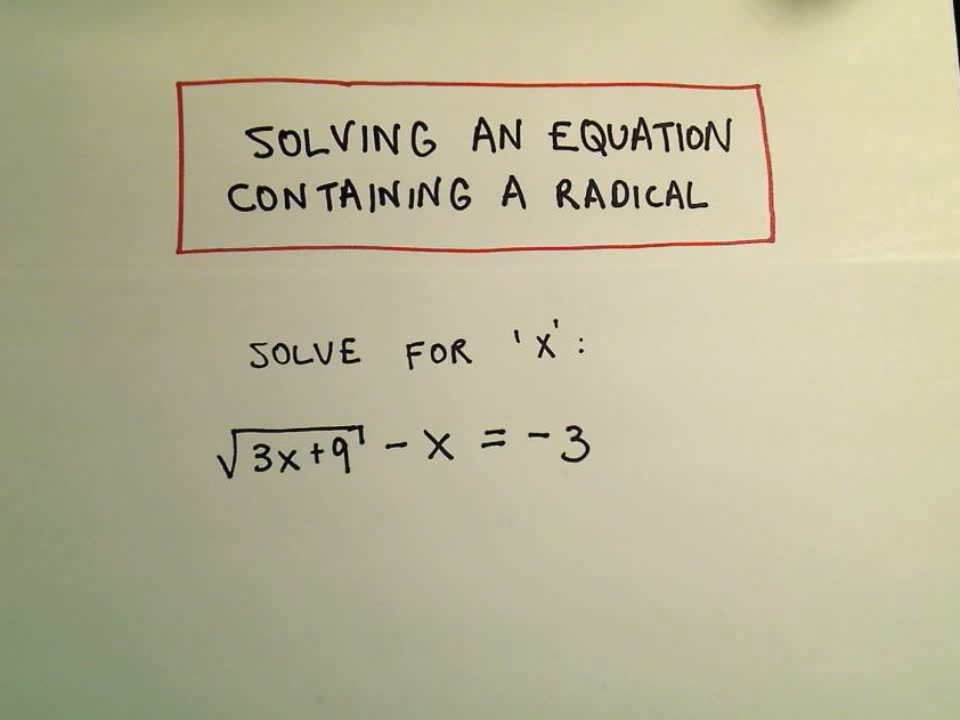 SOLVING AN EQUATION
CONTAINING A RADICAL
SOLVE FOR 'X':
√3x+9 - x = -3